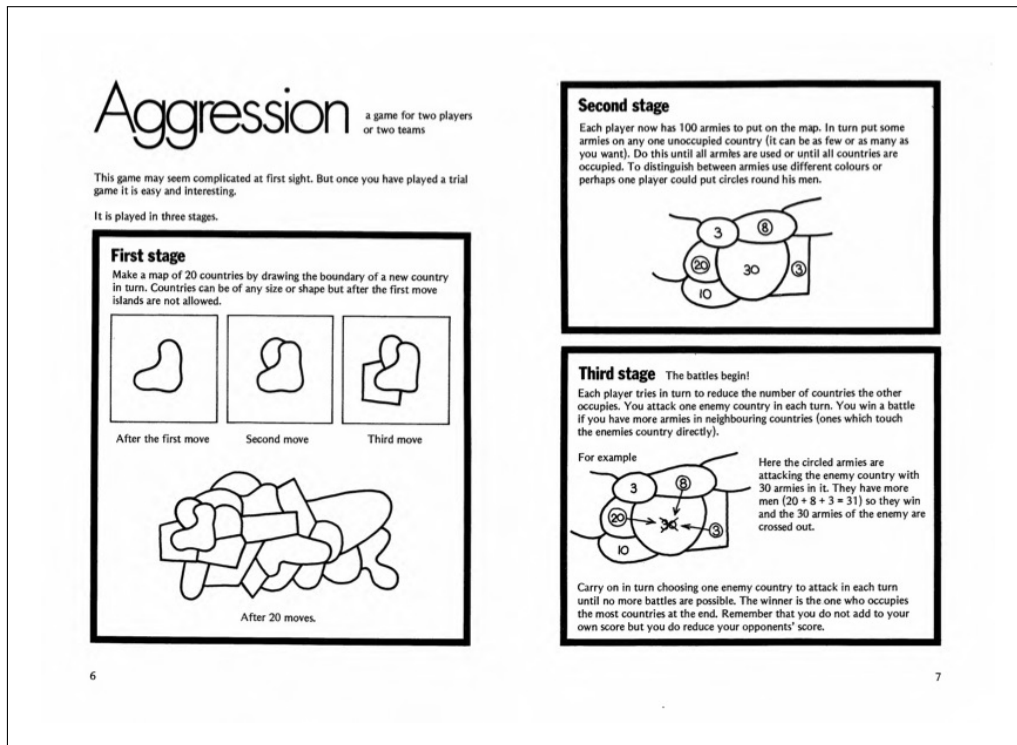 Aggression a game for two players
or two teams
This game may seem complicated at first sight. But once you have played a trial
game it is easy and interesting.
It is played in three stages.
First stage
Make a map of 20 countries by drawing the boundary of a new country
in turn. Countries can be of any size or shape but after the first move
islands are not allowed.
After the first move Second move Third move
After 20 moves.
6
Second stage
Each player now has 100 armies to put on the map. In turn put some
armies on any one unoccupied country (it can be as few or as many as
you want). Do this until all armies are used or until all countries are
occupied. To distinguish between armies use different colours or
perhaps one player could put circles round his men.
3 8
20 30 3
10
Third stage The battles begin!
Each player tries in turn to reduce the number of countries the other
occupies. You attack one enemy country in each turn. You win a battle
if you have more armies in neighbouring countries (ones which touch
the enemies country directly).
For example
3 8
20 30 3
10
Here the circled armies are
attacking the enemy country with
30 armies in it. They have more
men (20 + 8 + 3 = 31) so they win
and the 30 armies of the enemy are
crossed out.
Carry on in turn choosing one enemy country to attack in each turn
until no more battles are possible. The winner is the one who occupies
the most countries at the end. Remember that you do not add to your
own score but you do reduce your opponents' score.
7